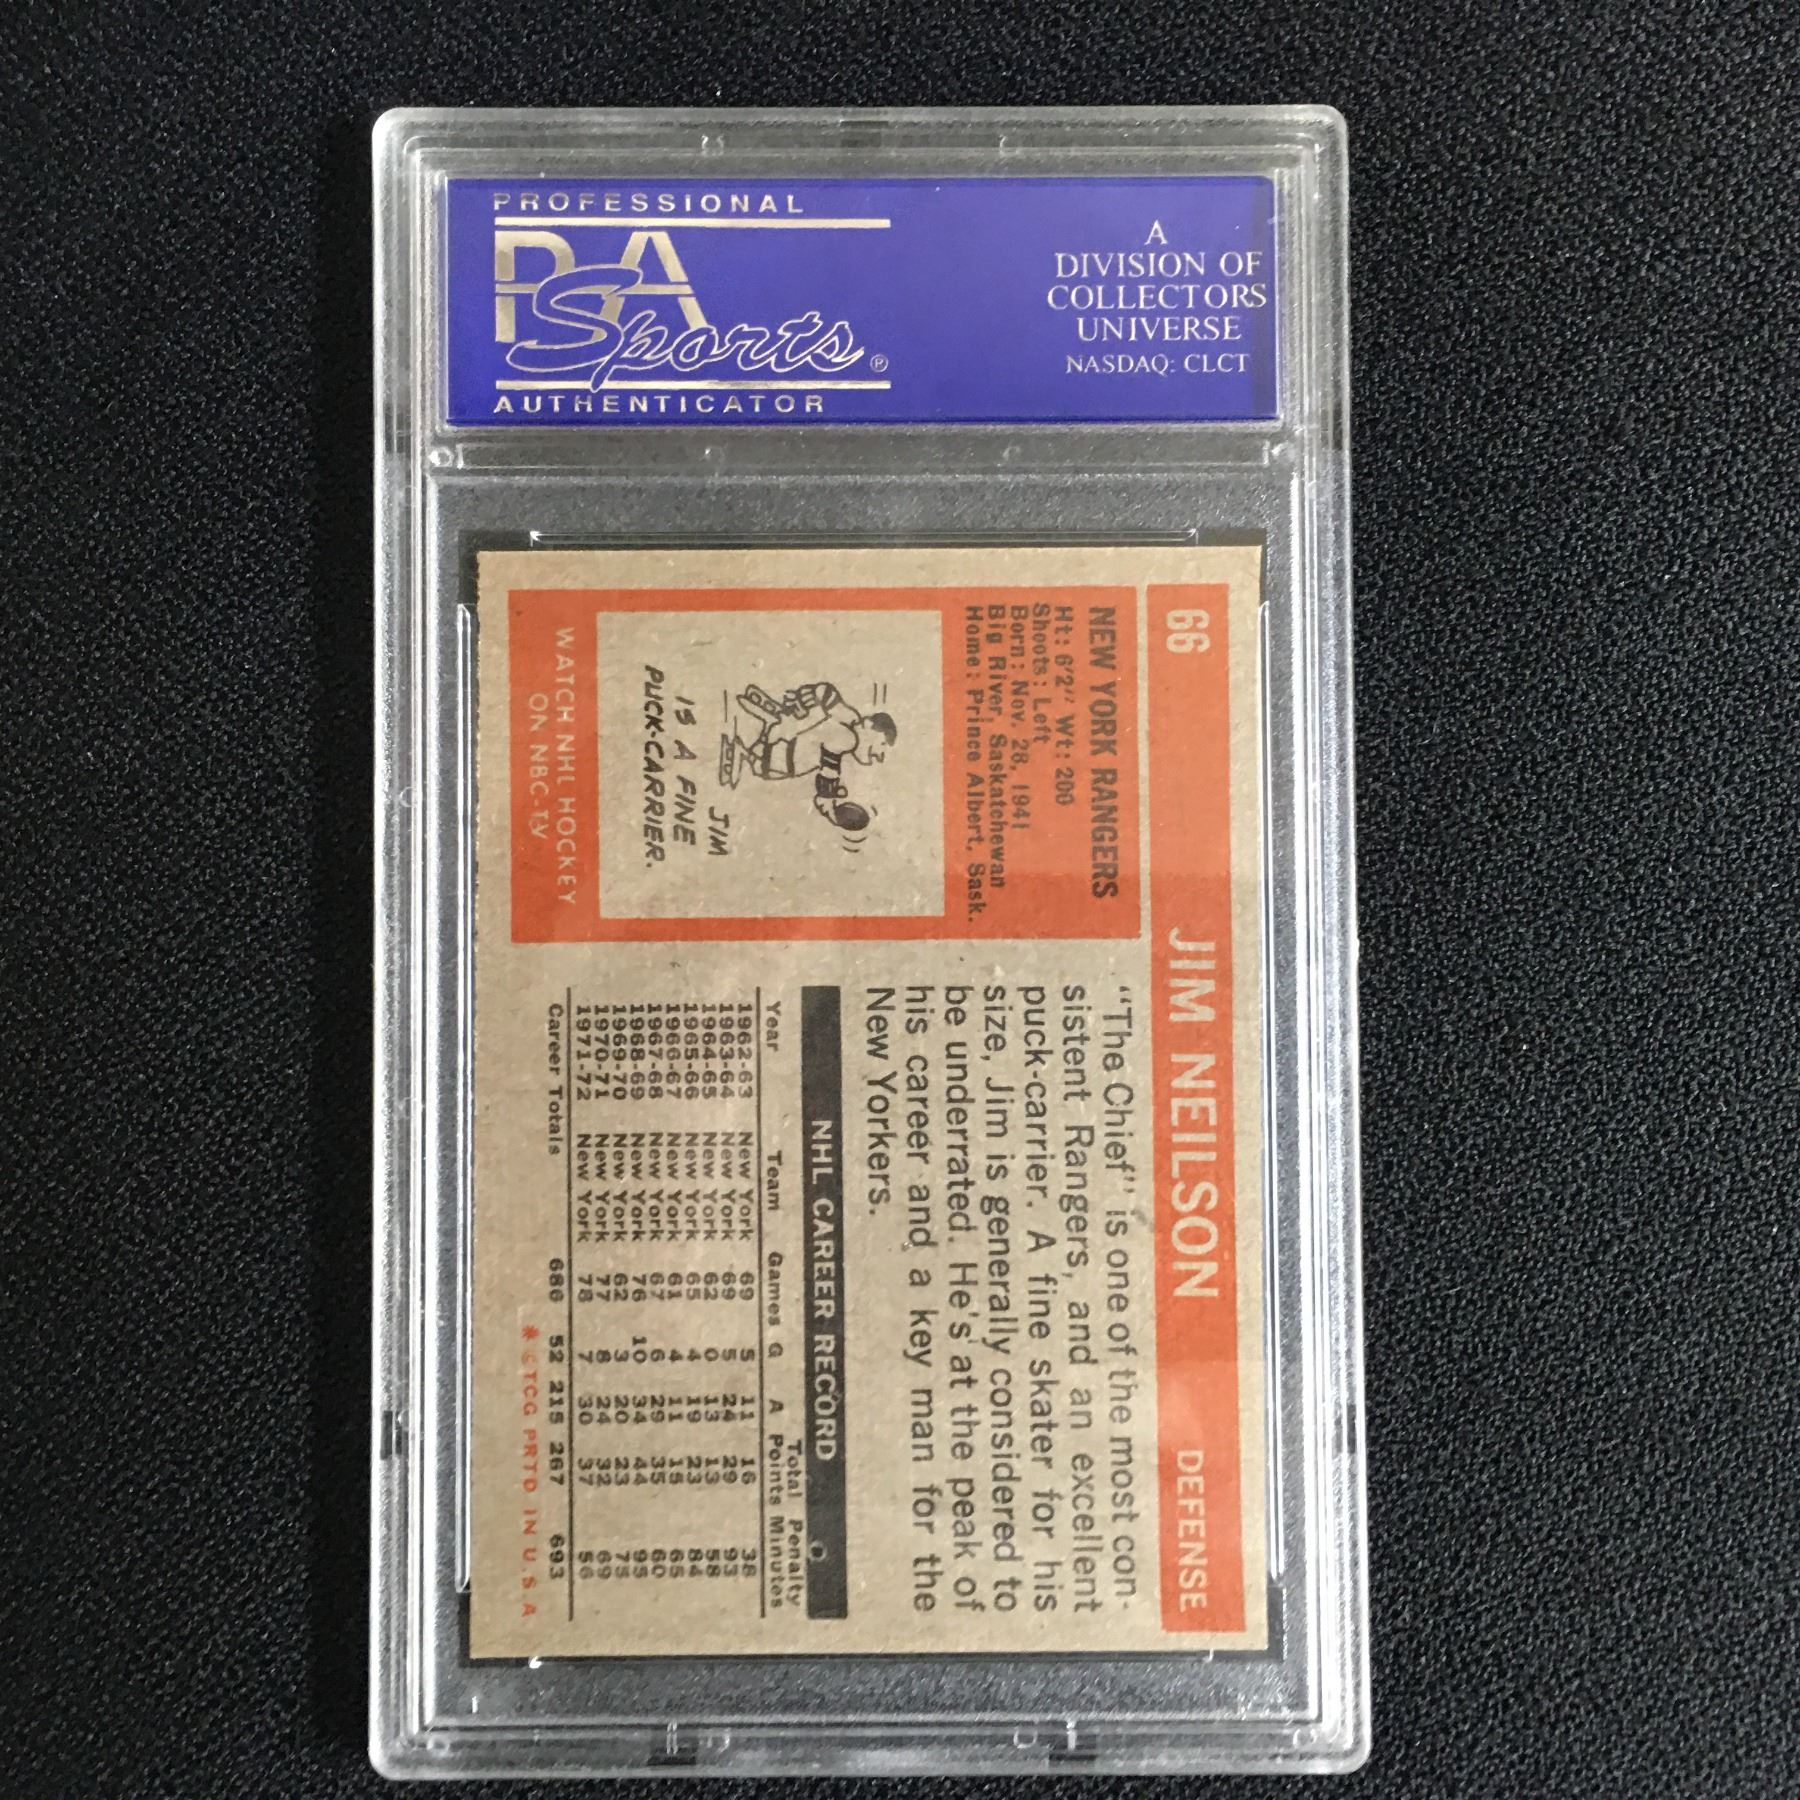 PROFESSIONAL
PSA
Sports ®
AUTHENTICATOR
A
DIVISION OF
COLLECTORS
UNIVERSE
NASDAQ: CLCT
66 JIM NEILSON DEFENSE
NEW YORK RANGERS
Ht: 6'2" Wt: 200
Shoots: Left
Born: Nov. 28, 1941
Big River, Saskatchewan
Home: Prince Albert, Sask.
JIM
IS A FINE
PUCK-CARRIER.
WATCH NHL HOCKEY
ON NBC-TV
"The Chief" is one of the most con-
sistent Rangers, and an excellent
puck-carrier. A fine skater for his
size, Jim is generally considered to
be underrated. He's at the peak of
his career and a key man for the
New Yorkers.
NHL CAREER RECORD
Total Penalty
Year Team Games G A Points Minutes
1962-63 New York 69 5 11 16 38
1963-64 New York 69 5 24 29 93
1964-65 New York 62 0 13 13 58
1965-66 New York 65 4 19 23 84
1966-67 New York 61 4 11 15 65
1967-68 New York 67 6 29 35 60
1968-69 New York 76 10 34 44 95
1969-70 New York 62 3 20 23 75
1970-71 New York 77 8 24 32 69
1971-72 New York 78 7 30 37 56
Career Totals 686 52 215 267 693
* ©TCG PRTD IN U.S.A